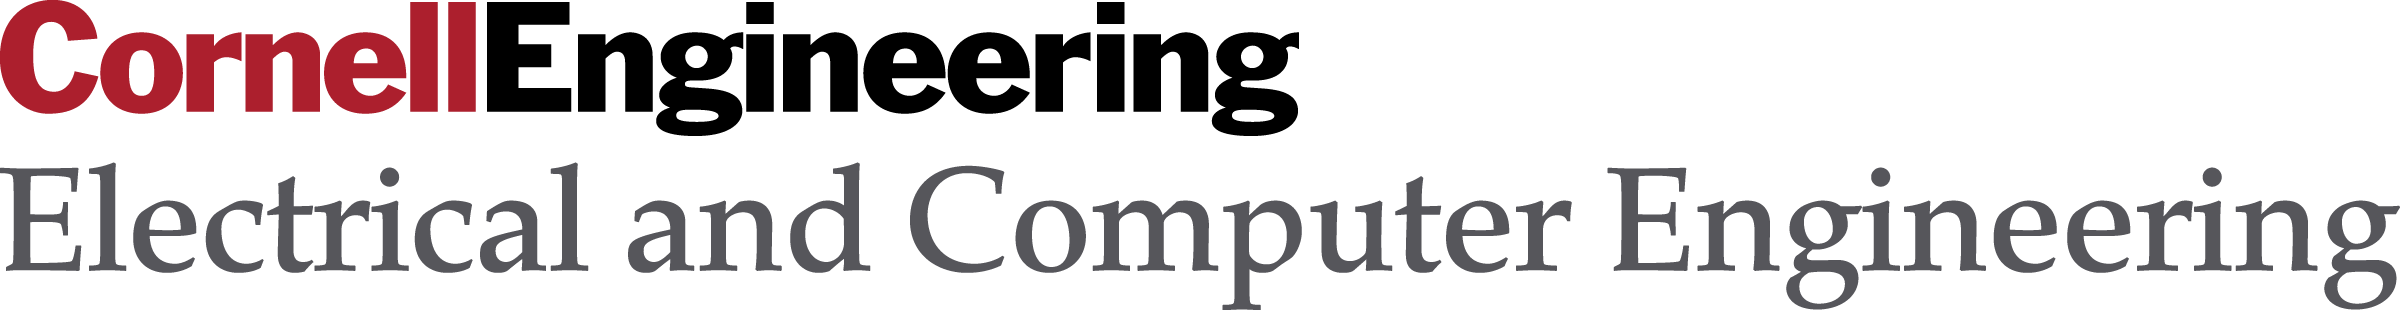 CornellEngineering
Electrical and Computer Engineering